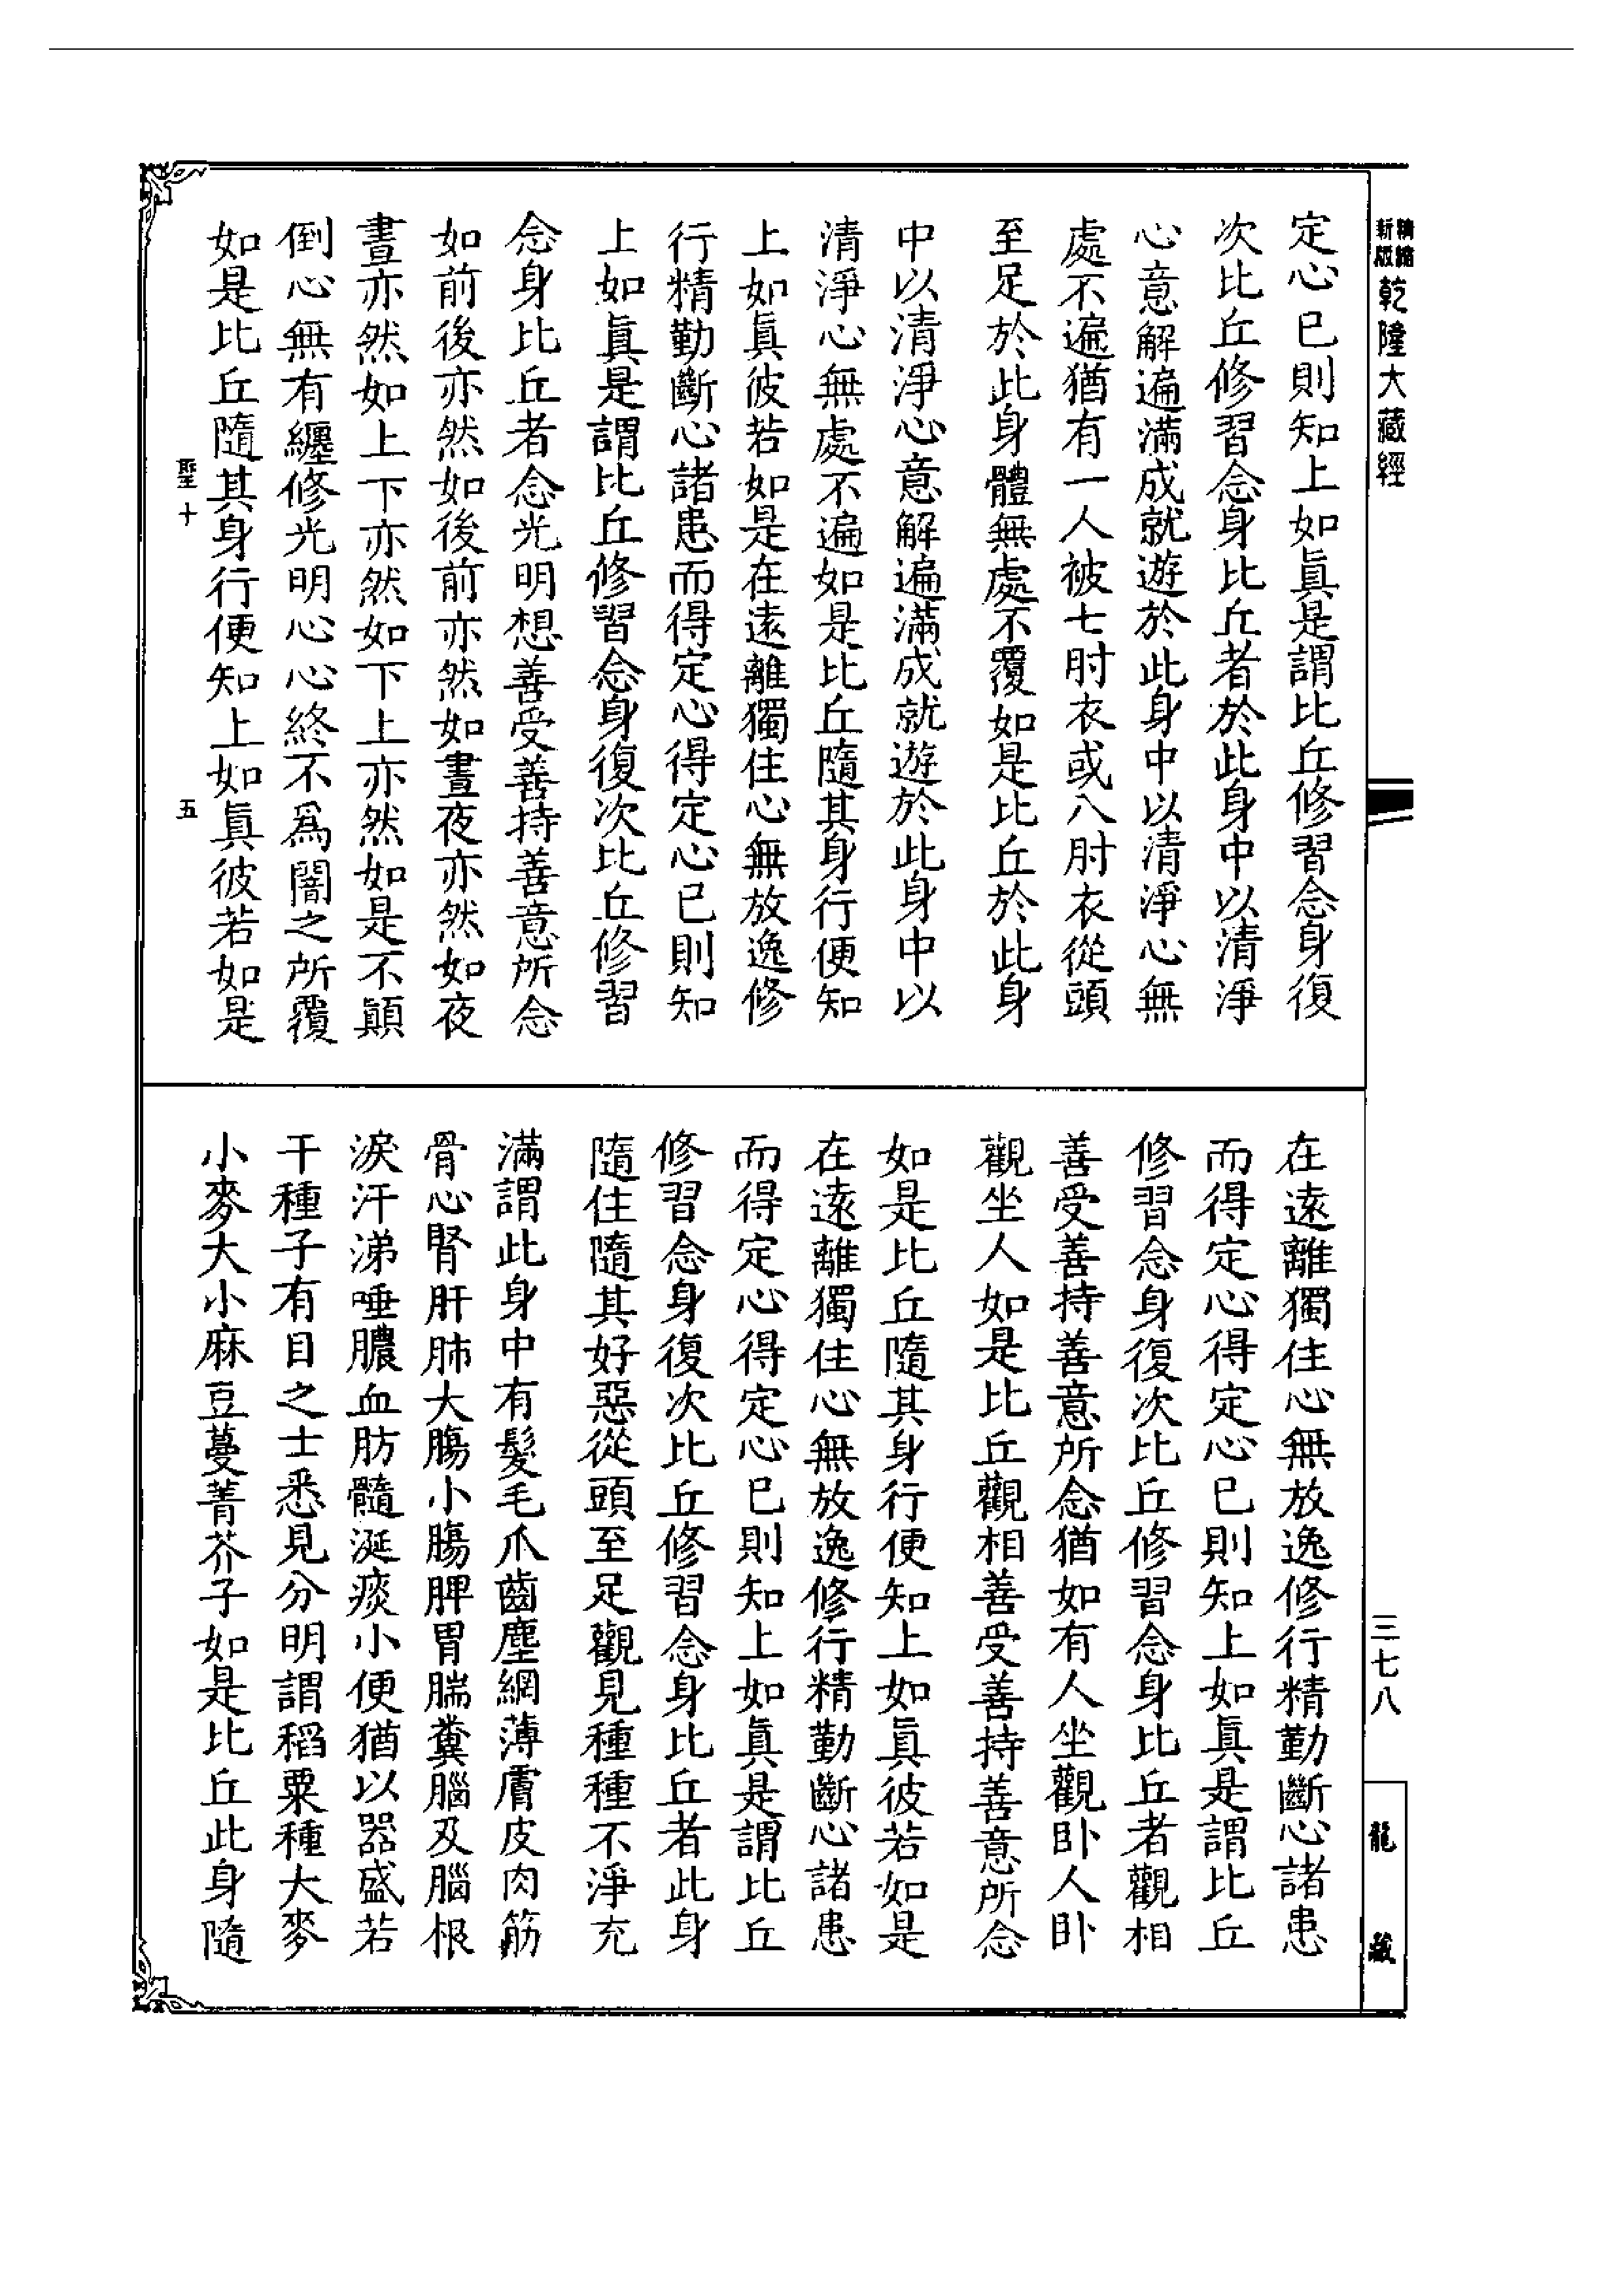 精縮新版乾隆大藏經
定心已則知上如眞是謂比丘修習念身復
次比丘修習念身比丘者於此身中以清淨
心意解遍滿成就遊於此身中以清淨心無
處不遍猶有一人被七肘衣或八肘衣從頭
至足於此身體無處不覆如是比丘於此身
中以清淨心意解遍滿成就遊於此身中以
清淨心無處不遍如是比丘隨其身行便知
上如眞彼若如是在遠離獨住心無放逸修
行精勤斷心諸患而得定心得定心已則知
上如眞是謂比丘修習念身復次比丘修習
念身比丘者念光明想善受善持善意所念
如前後亦然如後前亦然如晝夜亦然如夜
晝亦然如上下亦然如下上亦然如是不顛
倒心無有纏修光明心心終不爲闇之所覆
如是比丘隨其身行便知上如眞彼若如是
聖十 五
在遠離獨住心無放逸修行精勤斷心諸患
而得定心得定心已則知上如眞是謂比丘
修習念身復次比丘修習念身比丘者觀相
善受善持善意所念猶如有人坐觀卧人卧
觀坐人如是比丘觀相善受善持善意所念
如是比丘隨其身行便知上如眞彼若如是
在遠離獨住心無放逸修行精勤斷心諸患
而得定心得定心已則知上如眞是謂比丘
修習念身復次比丘修習念身比丘者此身
隨住隨其好惡從頭至足觀見種種不淨充
滿謂此身中有髮毛爪齒塵網薄膚皮肉筋
骨心腎肝肺大腸小腸脾胃腨糞腦及腦根
淚汗涕唾膿血肪髓涎痰小便猶以器盛若
干種子有目之士悉見分明謂稻粟種大麥
小麥大小麻豆蔓菁芥子如是比丘此身隨
三七八
龍藏